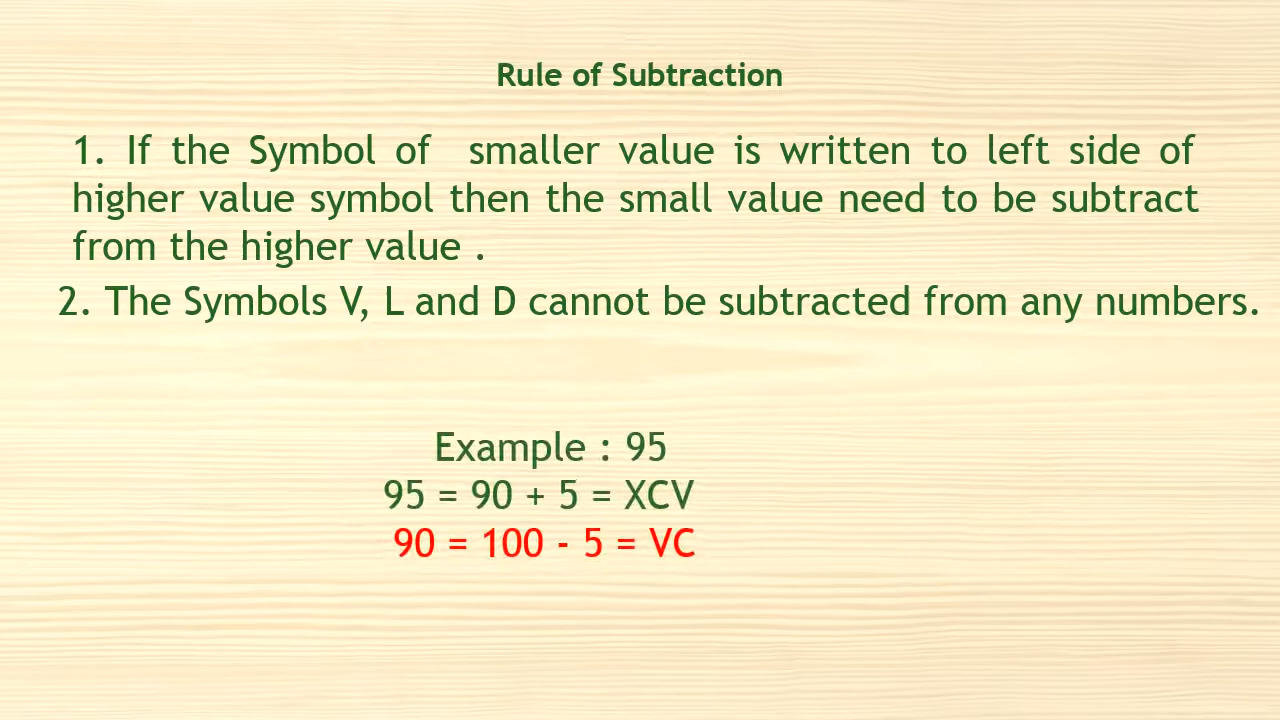 Rule of Subtraction
1. If the Symbol of smaller value is written to left side of
higher value symbol then the small value need to be subtract
from the higher value .
2. The Symbols V, L and D cannot be subtracted from any numbers.
Example : 95
95 = 90 + 5 = XCV
90 = 100 - 5 = VC